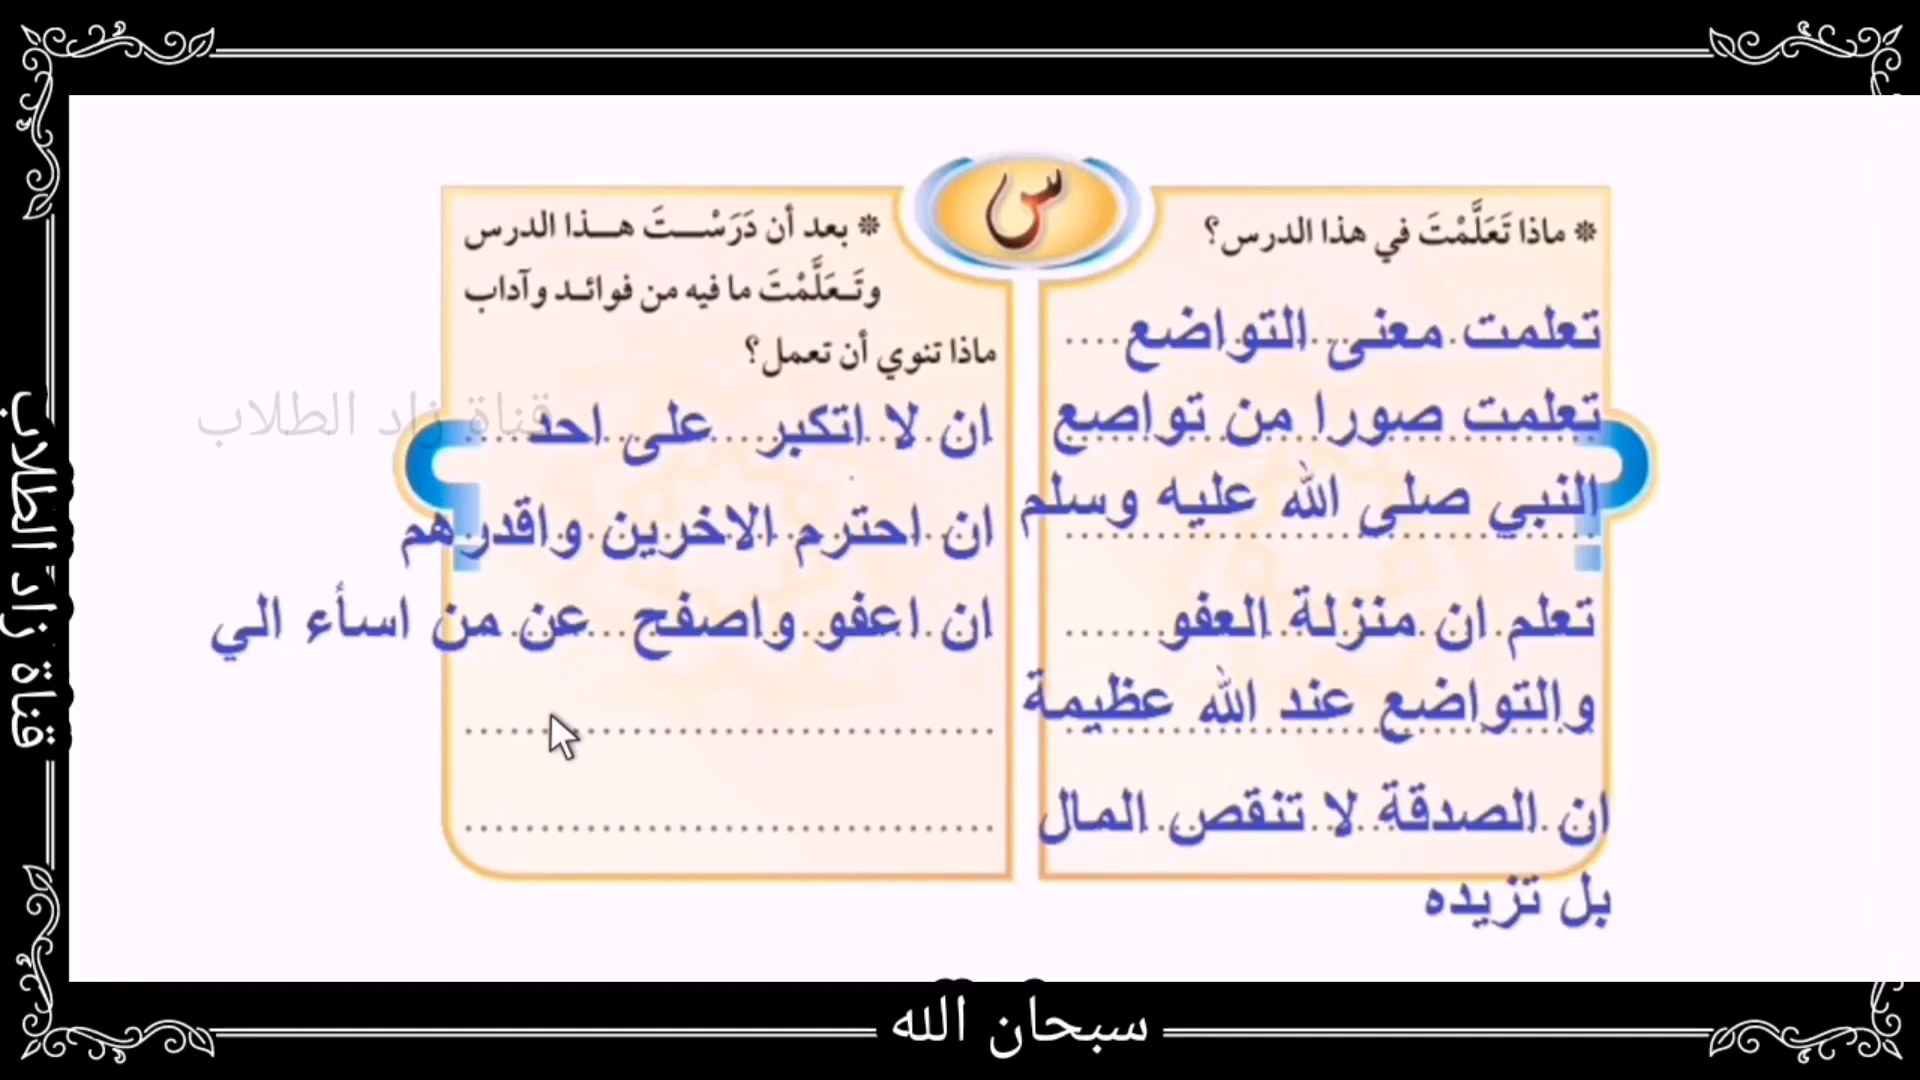 س
* ماذا تَعَلَّمْتَ في هذا الدرس؟
تعلمت معنى التواضع
تعلمت صورا من تواصع
النبي صلى الله عليه وسلم
تعلم ان منزلة العفو
والتواضع عند الله عظيمة
ان الصدقة لا تنقص المال
بل تزيده
* بعد أن دَرَسْتَ هذا الدرس
وتَعَلَّمْتَ ما فيه من فوائد وآداب
ماذا تنوي أن تعمل؟
ان لا اتكبر على احد
ان احترم الاخرين واقدرهم
ان اعفو واصفح عن من اسأء الي
قناة زاد الطلاب
قناة زاد الطلاب
سبحان الله